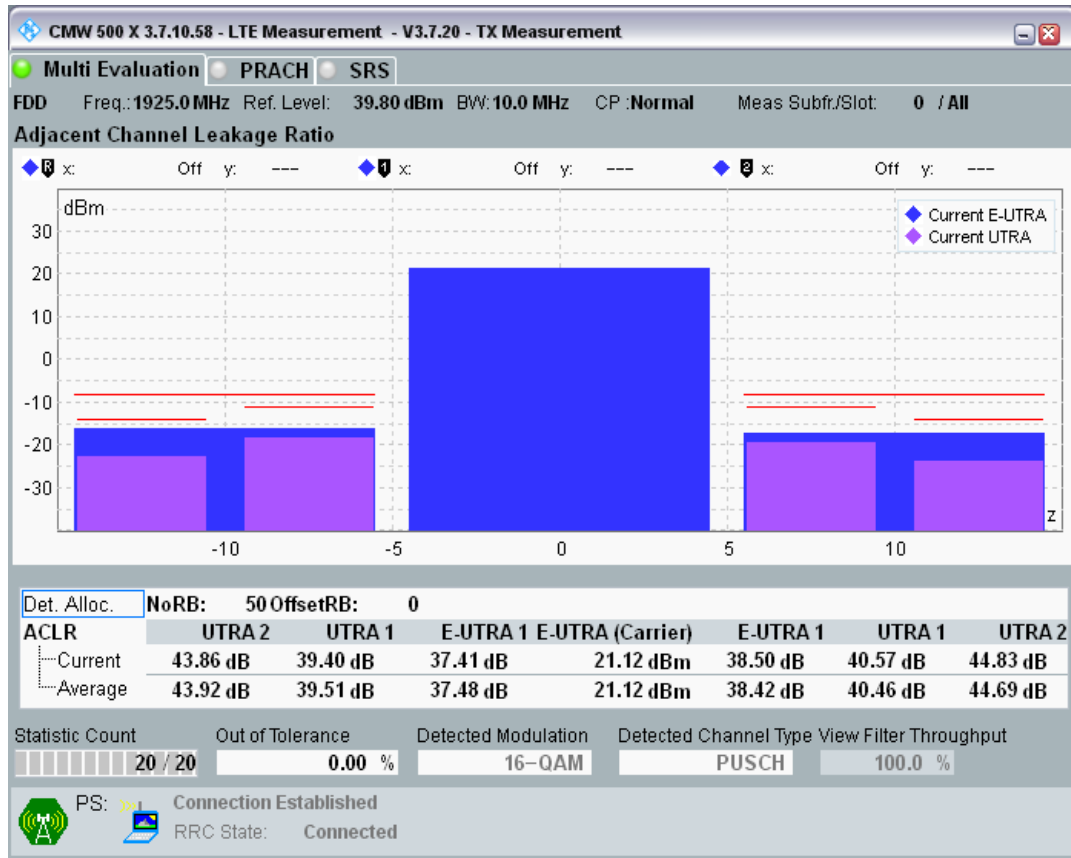 CMW 500 X 3.7.10.58 - LTE Measurement - V3.7.20 - TX Measurement
Multi Evaluation PRACH SRS
FDD Freq.: 1925.0 MHz Ref. Level: 39.80 dBm BW: 10.0 MHz CP : Normal Meas Subfr./Slot: 0 / All
Adjacent Channel Leakage Ratio
R x: Off y: --- 1 x: Off y: --- 2 x: Off y: ---
dBm
Current E-UTRA
Current UTRA
30
20
10
0
-10
-20
-30
Z
-10 -5 0 5 10
Det. Alloc. NoRB: 50 OffsetRB: 0
ACLR UTRA 2 UTRA 1 E-UTRA 1 E-UTRA (Carrier) E-UTRA 1 UTRA 1 UTRA 2
Current 43.86 dB 39.40 dB 37.41 dB 21.12 dBm 38.50 dB 40.57 dB 44.83 dB
Average 43.92 dB 39.51 dB 37.48 dB 21.12 dBm 38.42 dB 40.46 dB 44.69 dB
Statistic Count Out of Tolerance Detected Modulation Detected Channel Type View Filter Throughput
20 / 20 0.00 % 16-QAM PUSCH 100.0 %
PS: Connection Established
RRC State: Connected